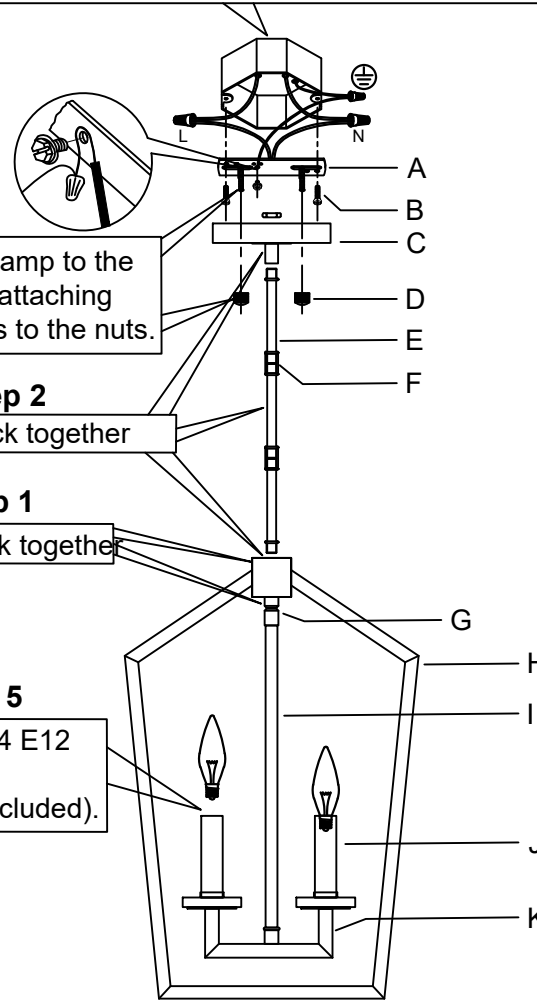 L
N
A
B
C
amp to the
attaching
s to the nuts.
D
E
F
ep 2
ck together
p 1
k together
G
H
I
5
4 E12
cluded).
J
K